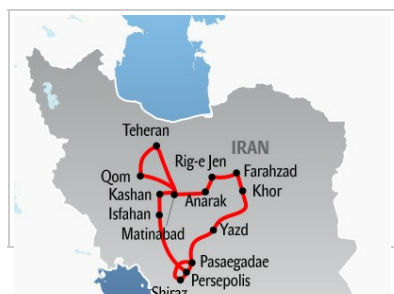 Teheran
IRAN
Rig-e Jen
Farahzad
Qom
Khor
Kashan
Anarak
Isfahan
Matinabad
Yazd
Pasaegadae
Persepolis
Shiraz